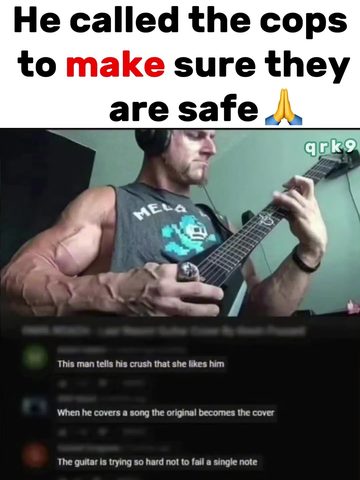 He called the cops
to make sure they
are safe🙏
qrk9
This man tells his crush that she likes him
When he covers a song the original becomes the cover
The guitar is trying so hard not to fail a single note